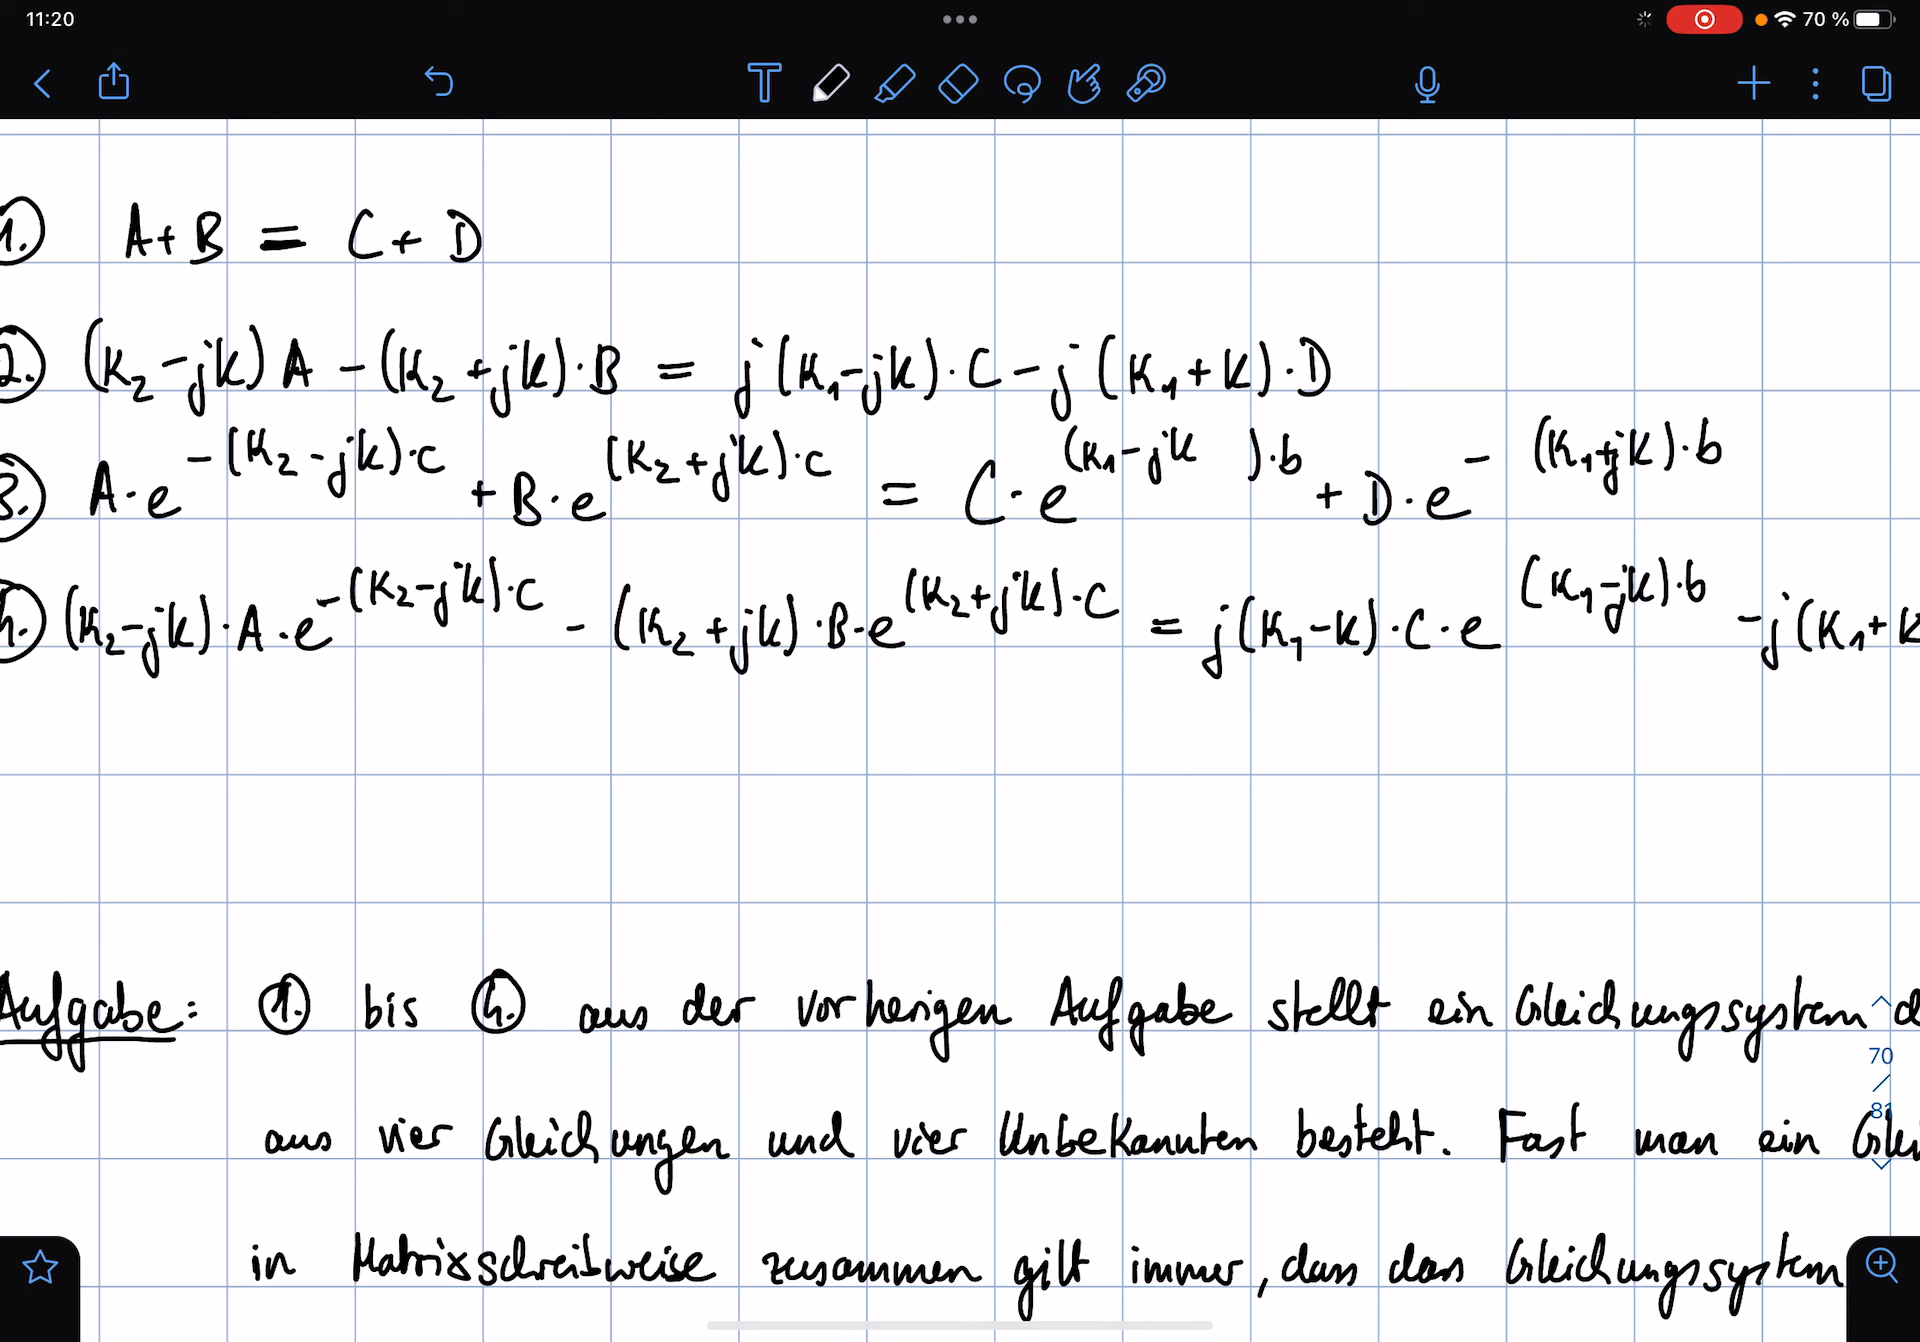 11:20 70 %
1. A+B = C+D
2. (K₂-jk) A - (K₂+jk)·B = j(K₁-jk)·C - j(K₁+k)·D
3. A·e^{-(K₂-jk)·c} + B·e^{(K₂+jk)·c} = C·e^{(K₁-jk )·b} + D·e^{-(K₁+jk)·b}
4. (K₂-jk)·A·e^{-(K₂-jk)·c} - (K₂+jk)·B·e^{(K₂+jk)·c} = j(K₁-k)·C·e^{(K₁-jk)·b} -j(K₁+k
Aufgabe: 1. bis 4. aus der vorherigen Aufgabe stellt ein Gleichungssystem d
70
81
aus vier Gleichungen und vier Unbekannten besteht. Fast man ein Glei
in Matrixschreibweise zusammen gilt immer, dass das Gleichungssystem